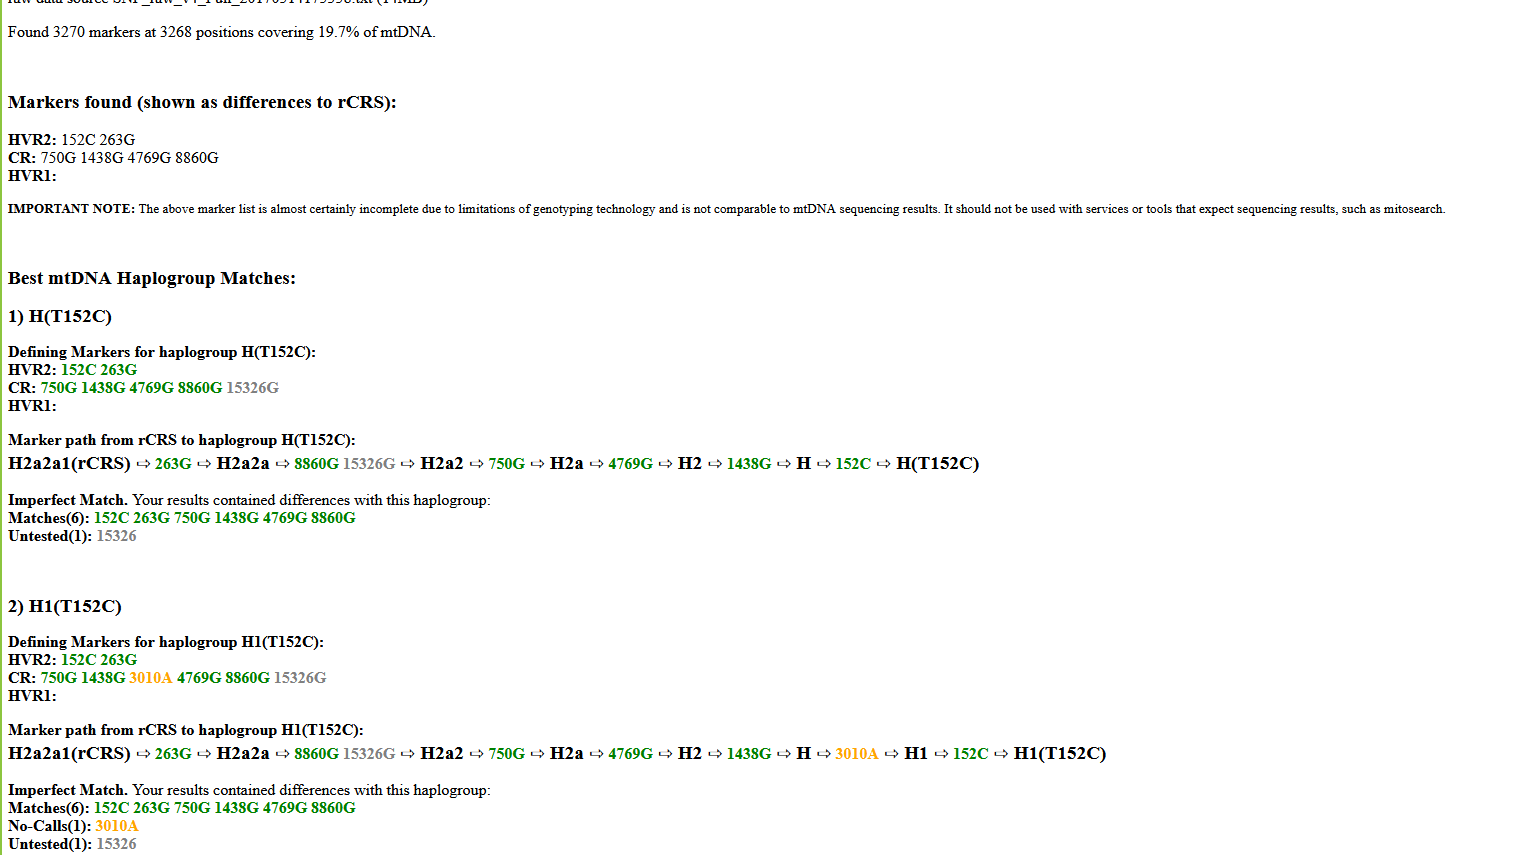 Found 3270 markers at 3268 positions covering 19.7% of mtDNA.
Markers found (shown as differences to rCRS):
HVR2: 152C 263G
CR: 750G 1438G 4769G 8860G
HVR1:
IMPORTANT NOTE: The above marker list is almost certainly incomplete due to limitations of genotyping technology and is not comparable to mtDNA sequencing results. It should not be used with services or tools that expect sequencing results, such as mitosearch.
Best mtDNA Haplogroup Matches:
1) H(T152C)
Defining Markers for haplogroup H(T152C):
HVR2: 152C 263G
CR: 750G 1438G 4769G 8860G 15326G
HVR1:
Marker path from rCRS to haplogroup H(T152C):
H2a2a1(rCRS) ⇨ 263G ⇨ H2a2a ⇨ 8860G 15326G ⇨ H2a2 ⇨ 750G ⇨ H2a ⇨ 4769G ⇨ H2 ⇨ 1438G ⇨ H ⇨ 152C ⇨ H(T152C)
Imperfect Match. Your results contained differences with this haplogroup:
Matches(6): 152C 263G 750G 1438G 4769G 8860G
Untested(1): 15326
2) H1(T152C)
Defining Markers for haplogroup H1(T152C):
HVR2: 152C 263G
CR: 750G 1438G 3010A 4769G 8860G 15326G
HVR1:
Marker path from rCRS to haplogroup H1(T152C):
H2a2a1(rCRS) ⇨ 263G ⇨ H2a2a ⇨ 8860G 15326G ⇨ H2a2 ⇨ 750G ⇨ H2a ⇨ 4769G ⇨ H2 ⇨ 1438G ⇨ H ⇨ 3010A ⇨ H1 ⇨ 152C ⇨ H1(T152C)
Imperfect Match. Your results contained differences with this haplogroup:
Matches(6): 152C 263G 750G 1438G 4769G 8860G
No-Calls(1): 3010A
Untested(1): 15326